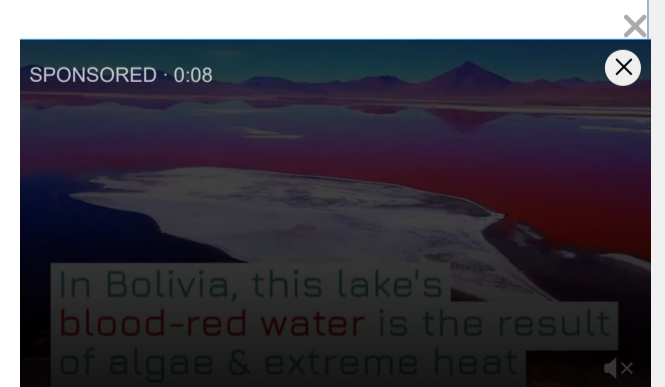 SPONSORED · 0:08
In Bolivia, this lake's
blood-red water is the result
of algae & extreme heat